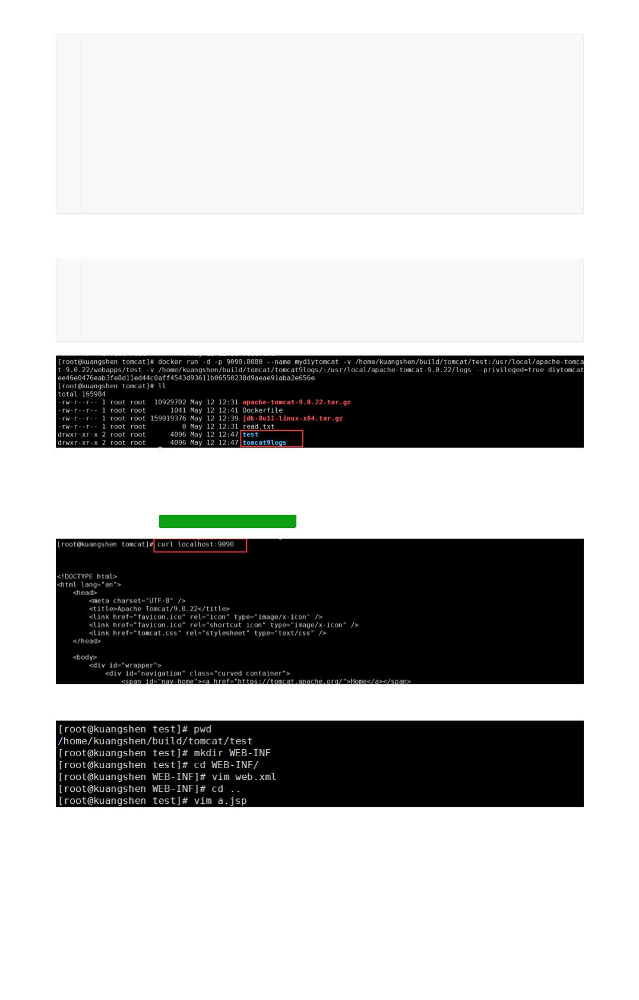 [root@kuangshen tomcat]# docker run -d -p 9090:8080 --name mydiytomcat -v /home/kuangshen/build/tomcat/test:/usr/local/apache-tomca
t-9.0.22/webapps/test -v /home/kuangshen/build/tomcat/tomcat9logs/:/usr/local/apache-tomcat-9.0.22/logs --privileged=true diytomcat
ee46e0476eab3fe8d11ed44c0aff4543d93611b06550238d9aeae91aba2e656e
[root@kuangshen tomcat]# ll
total 165984
-rw-r--r-- 1 root root  10929702 May 12 12:31 apache-tomcat-9.0.22.tar.gz
-rw-r--r-- 1 root root      1041 May 12 12:41 Dockerfile
-rw-r--r-- 1 root root 159019376 May 12 12:39 jdk-8u11-linux-x64.tar.gz
-rw-r--r-- 1 root root         0 May 12 12:31 read.txt
drwxr-xr-x 2 root root      4096 May 12 12:47 test
drwxr-xr-x 2 root root      4096 May 12 12:47 tomcat9logs
[root@kuangshen tomcat]# curl localhost:9090
<!DOCTYPE html>
<html lang="en">
    <head>
        <meta charset="UTF-8" />
        <title>Apache Tomcat/9.0.22</title>
        <link href="favicon.ico" rel="icon" type="image/x-icon" />
        <link href="favicon.ico" rel="shortcut icon" type="image/x-icon" />
        <link href="tomcat.css" rel="stylesheet" type="text/css" />
    </head>
    <body>
        <div id="wrapper">
            <div id="navigation" class="curved container">
                <span id="nav-home"><a href="https://tomcat.apache.org/">Home</a></span>
[root@kuangshen test]# pwd
/home/kuangshen/build/tomcat/test
[root@kuangshen test]# mkdir WEB-INF
[root@kuangshen test]# cd WEB-INF/
[root@kuangshen WEB-INF]# vim web.xml
[root@kuangshen WEB-INF]# cd ..
[root@kuangshen test]# vim a.jsp